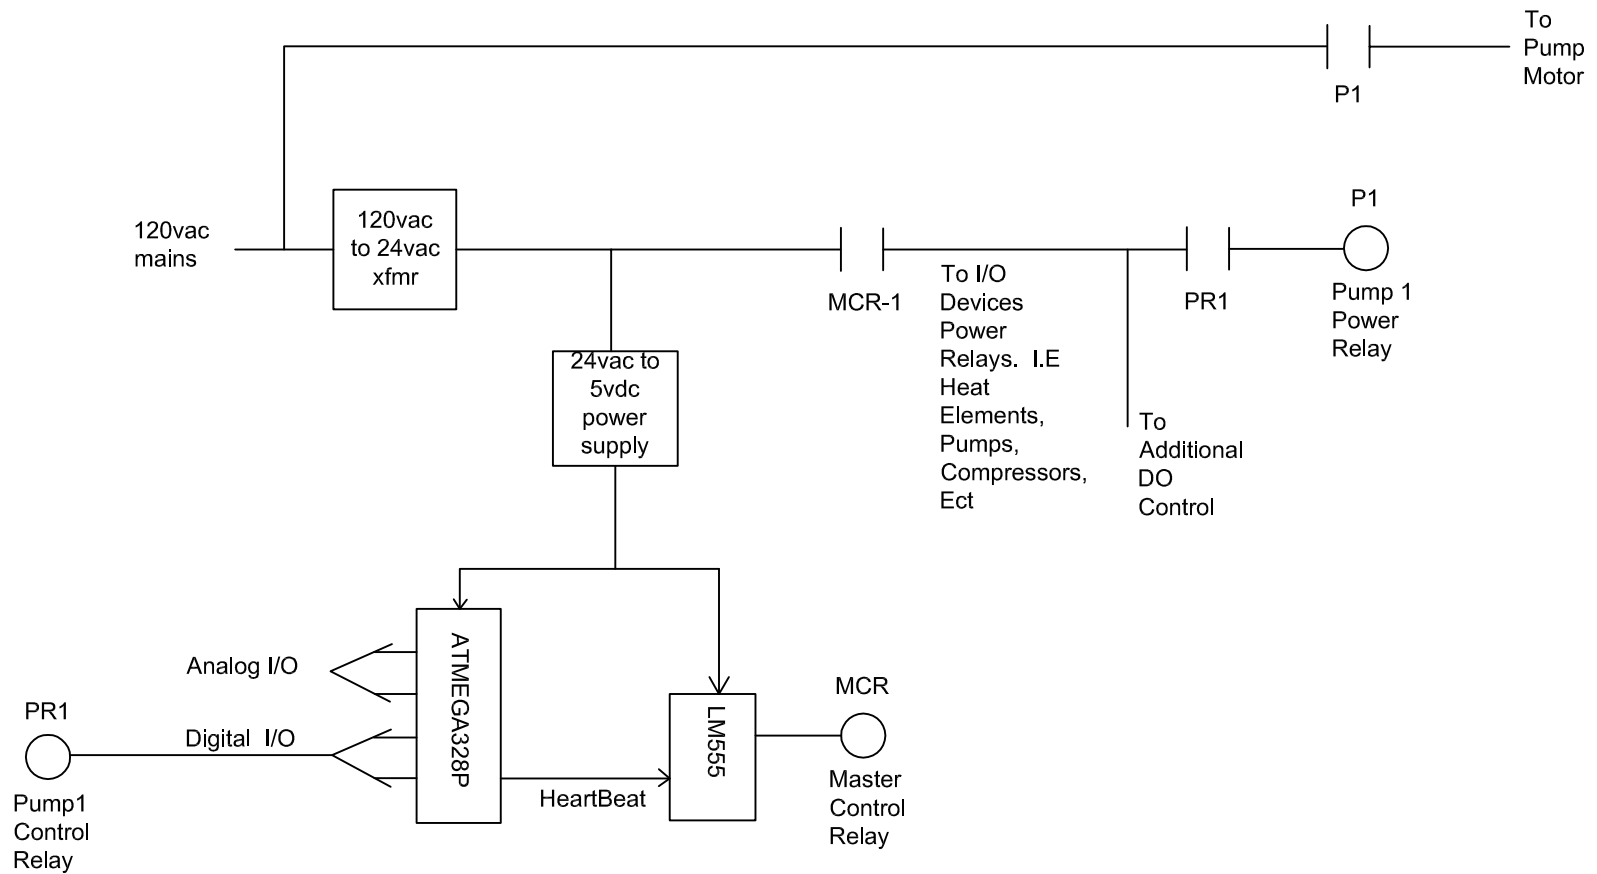 To
Pump
Motor
P1
120vac
mains
120vac
to 24vac
xfmr
MCR-1
To I/O
Devices
Power
Relays.  I.E
Heat
Elements,
Pumps,
Compressors,
Ect
PR1
P1
Pump 1
Power
Relay
24vac to
5vdc
power
supply
To
Additional
DO
Control
Analog I/O
ATMEGA328P
PR1
Digital  I/O
Pump1
Control
Relay
HeartBeat
LM555
MCR
Master
Control
Relay